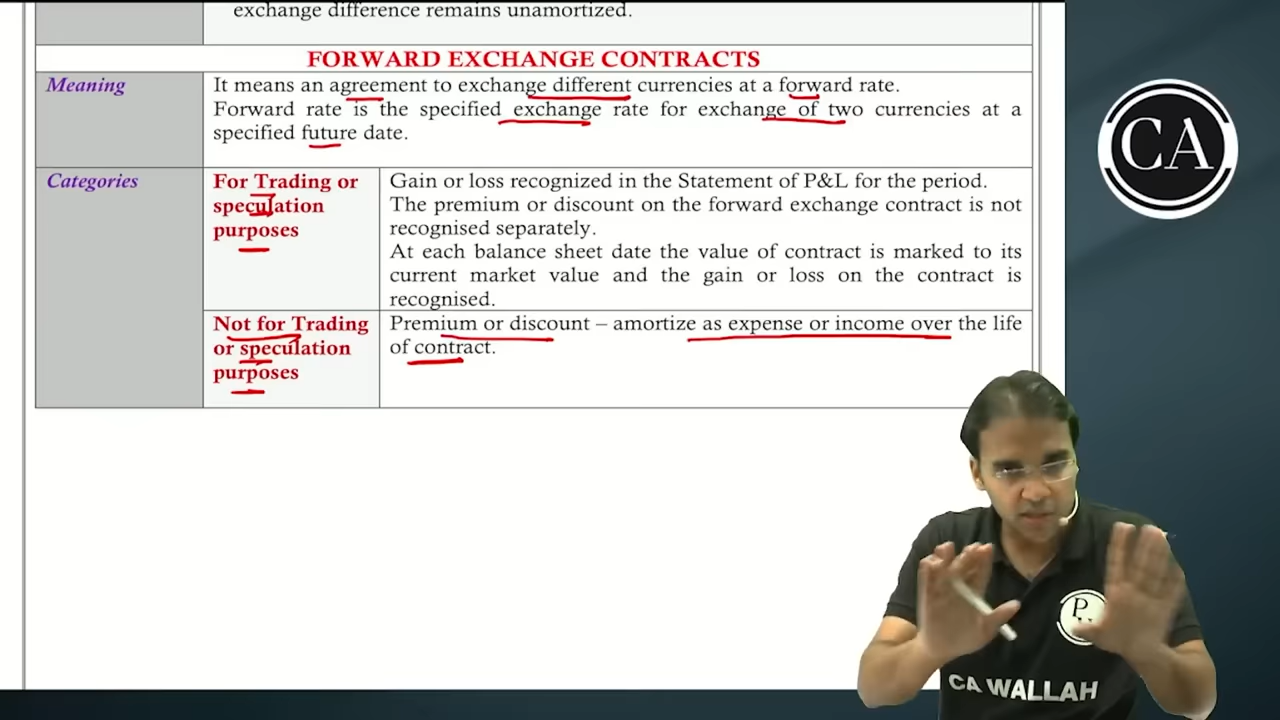 exchange difference remains unamortized.
FORWARD EXCHANGE CONTRACTS
Meaning
It means an agreement to exchange different currencies at a forward rate.
Forward rate is the specified exchange rate for exchange of two currencies at a
specified future date.
Categories
For Trading or
speculation
purposes
Gain or loss recognized in the Statement of P&L for the period.
The premium or discount on the forward exchange contract is not
recognised separately.
At each balance sheet date the value of contract is marked to its
current market value and the gain or loss on the contract is
recognised.
Not for Trading
or speculation
purposes
Premium or discount – amortize as expense or income over the life
of contract.
CA
P
CA WALLAH